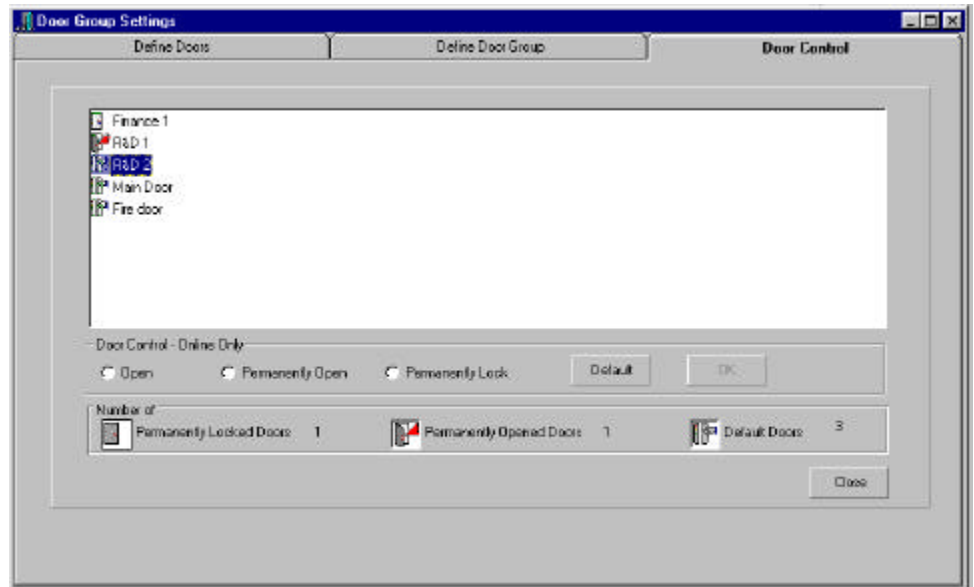 Door Group Settings
Define Doors Define Door Group Door Control
Finance 1
R&D 1
R&D 2
Main Door
Fire door
Door Control - Online Only
Open Permanently Open Permanently Lock Default OK
Number of
Permanently Locked Doors 1 Permanently Opened Doors 1 Default Doors 3
Close